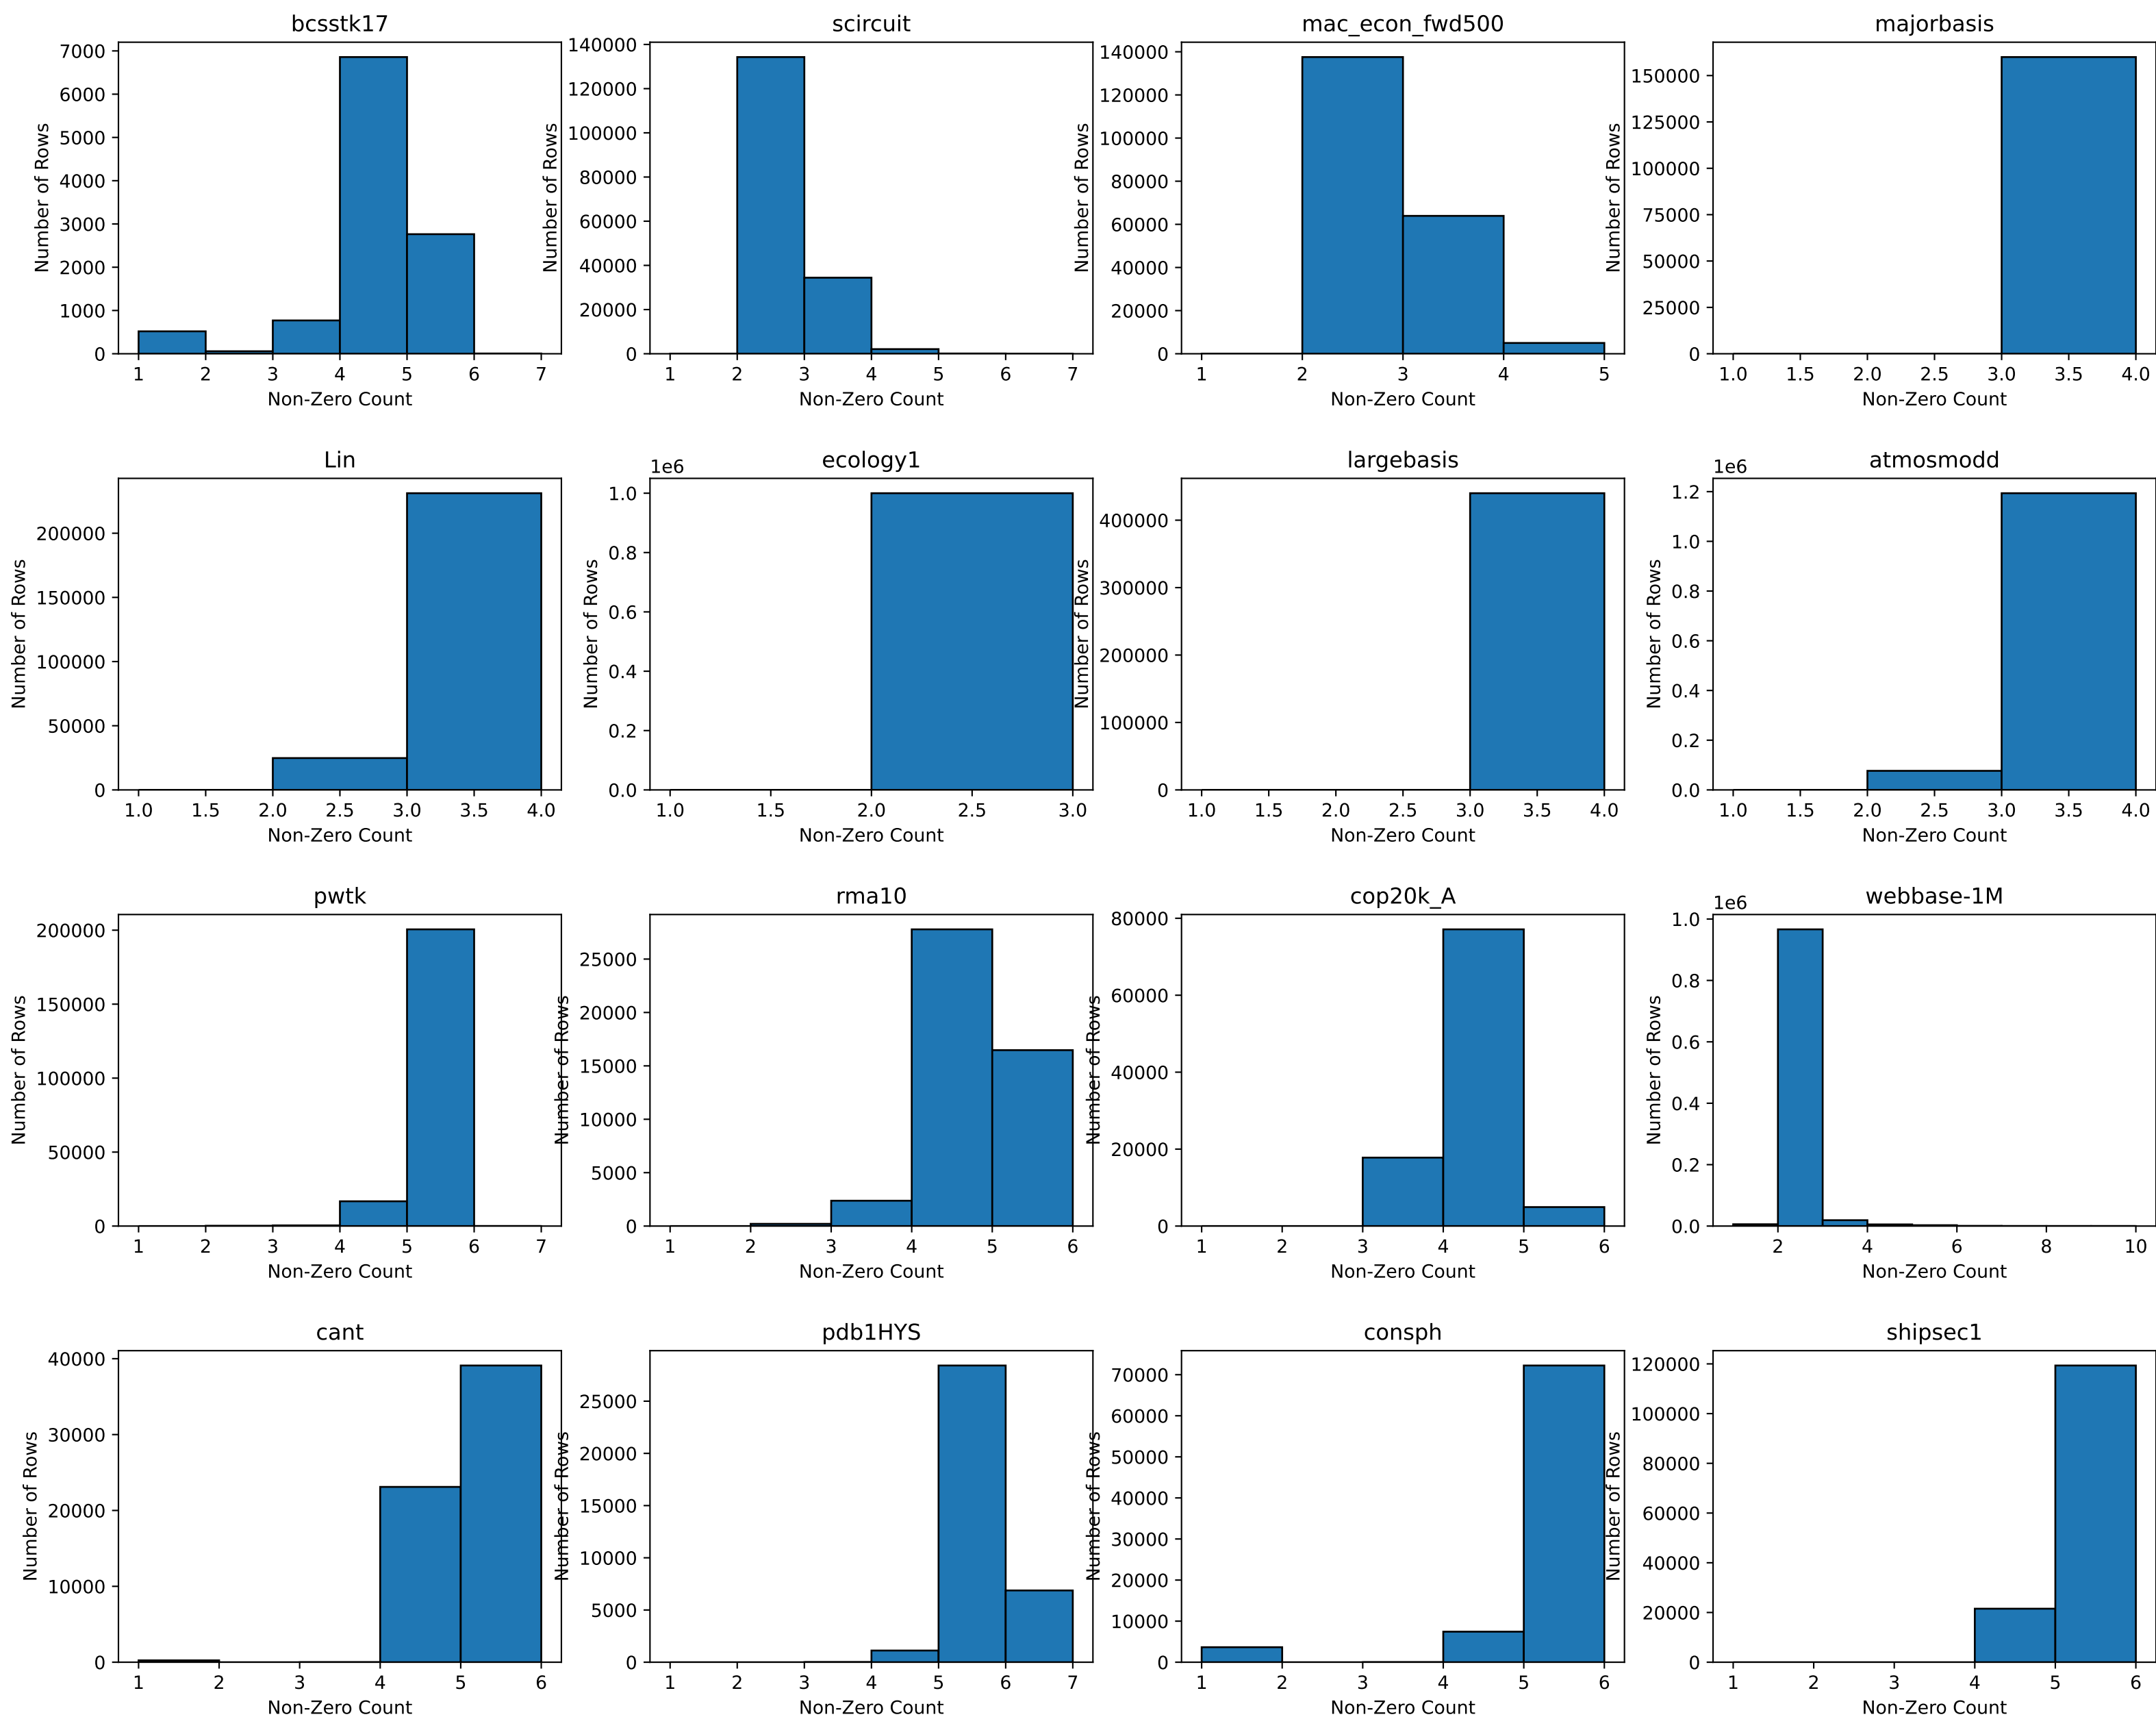 bcsstk17
7000
6000
5000
4000
3000
2000
1000
0
Number of Rows
1 2 3 4 5 6 7
Non-Zero Count
scircuit
140000
120000
100000
80000
60000
40000
20000
0
Number of Rows
1 2 3 4 5 6 7
Non-Zero Count
mac_econ_fwd500
140000
120000
100000
80000
60000
40000
20000
0
Number of Rows
1 2 3 4 5
Non-Zero Count
majorbasis
150000
125000
100000
75000
50000
25000
0
Number of Rows
1.0 1.5 2.0 2.5 3.0 3.5 4.0
Non-Zero Count
Lin
200000
150000
100000
50000
0
Number of Rows
1.0 1.5 2.0 2.5 3.0 3.5 4.0
Non-Zero Count
ecology1
1e6
1.0
0.8
0.6
0.4
0.2
0.0
Number of Rows
1.0 1.5 2.0 2.5 3.0
Non-Zero Count
largebasis
400000
300000
200000
100000
0
Number of Rows
1.0 1.5 2.0 2.5 3.0 3.5 4.0
Non-Zero Count
atmosmodd
1e6
1.2
1.0
0.8
0.6
0.4
0.2
0.0
Number of Rows
1.0 1.5 2.0 2.5 3.0 3.5 4.0
Non-Zero Count
pwtk
200000
150000
100000
50000
0
Number of Rows
1 2 3 4 5 6 7
Non-Zero Count
rma10
25000
20000
15000
10000
5000
0
Number of Rows
1 2 3 4 5 6
Non-Zero Count
cop20k_A
80000
60000
40000
20000
0
Number of Rows
1 2 3 4 5 6
Non-Zero Count
webbase-1M
1e6
1.0
0.8
0.6
0.4
0.2
0.0
Number of Rows
2 4 6 8 10
Non-Zero Count
cant
40000
30000
20000
10000
0
Number of Rows
1 2 3 4 5 6
Non-Zero Count
pdb1HYS
25000
20000
15000
10000
5000
0
Number of Rows
1 2 3 4 5 6 7
Non-Zero Count
consph
70000
60000
50000
40000
30000
20000
10000
0
Number of Rows
1 2 3 4 5 6
Non-Zero Count
shipsec1
120000
100000
80000
60000
40000
20000
0
Number of Rows
1 2 3 4 5 6
Non-Zero Count